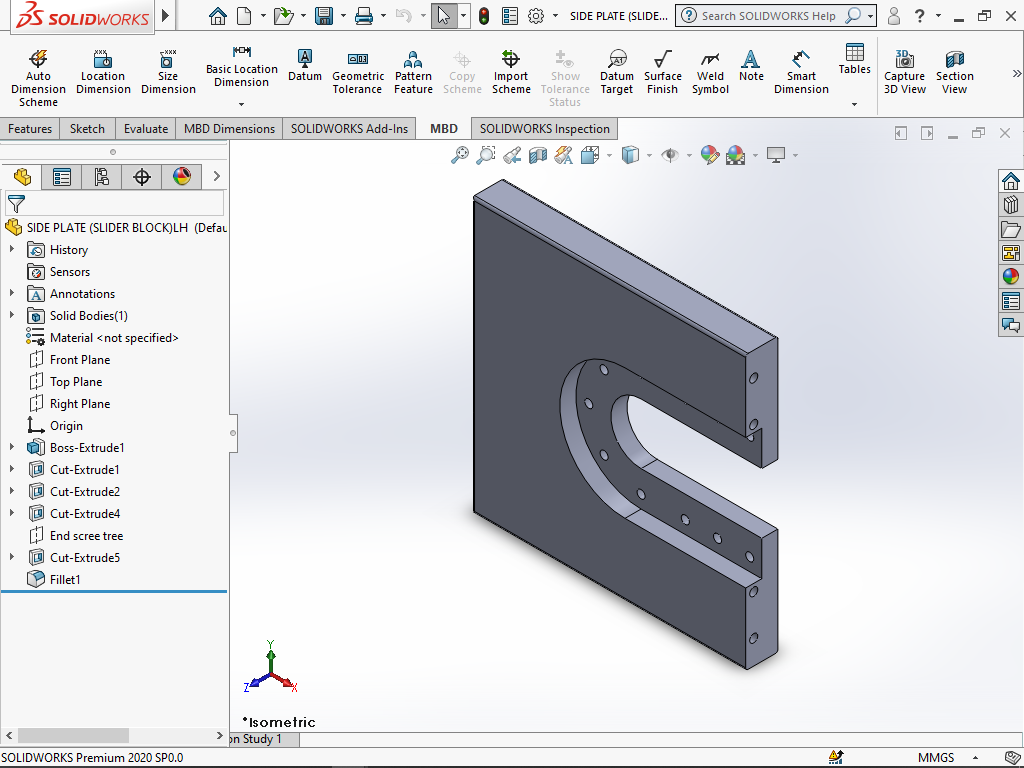 SOLIDWORKS
SIDE PLATE (SLIDE...
Search SOLIDWORKS Help
?
Auto Dimension Scheme
Location Dimension
Size Dimension
Basic Location Dimension
Datum
Geometric Tolerance
Pattern Feature
Copy Scheme
Import Scheme
Show Tolerance Status
Datum Target
Surface Finish
Weld Symbol
Note
Smart Dimension
Tables
Capture 3D View
Section View
Features
Sketch
Evaluate
MBD Dimensions
SOLIDWORKS Add-Ins
MBD
SOLIDWORKS Inspection
SIDE PLATE (SLIDER BLOCK)LH (Defau
History
Sensors
Annotations
Solid Bodies(1)
Material <not specified>
Front Plane
Top Plane
Right Plane
Origin
Boss-Extrude1
Cut-Extrude1
Cut-Extrude2
Cut-Extrude4
End scree tree
Cut-Extrude5
Fillet1
Y
Z
X
*Isometric
on Study 1
SOLIDWORKS Premium 2020 SP0.0
MMGS